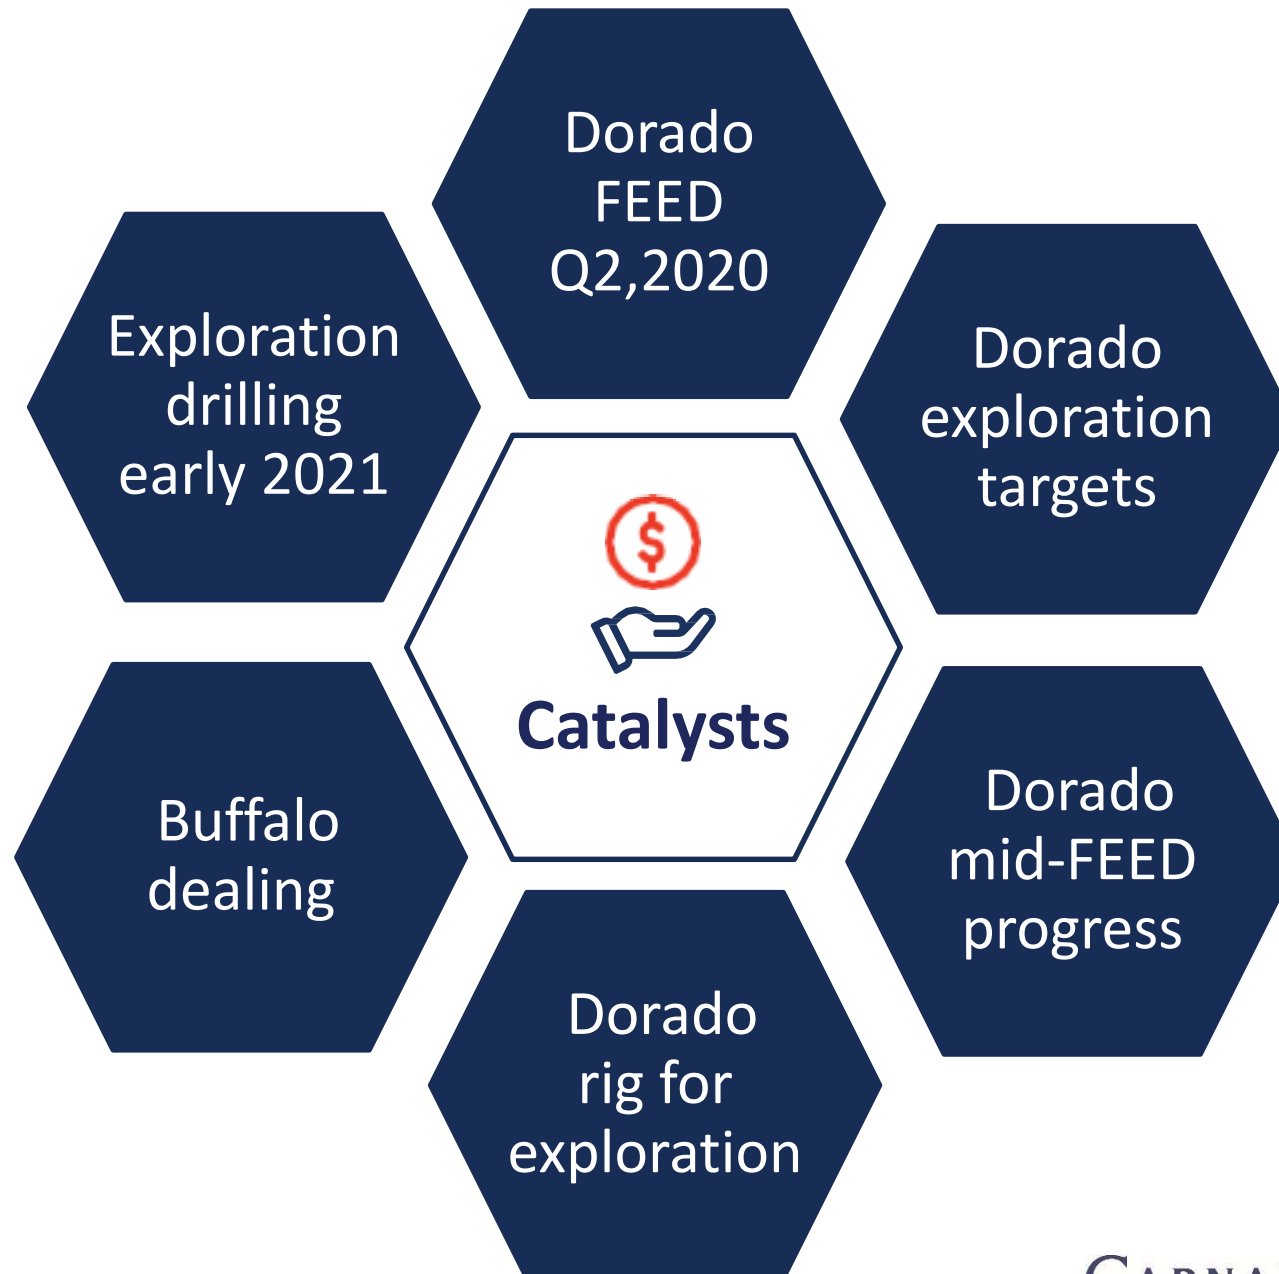 Dorado
FEED
Q2,2020
Dorado
exploration
targets
Dorado
mid-FEED
progress
Dorado
rig for
exploration
Buffalo
dealing
Exploration
drilling
early 2021
$
Catalysts